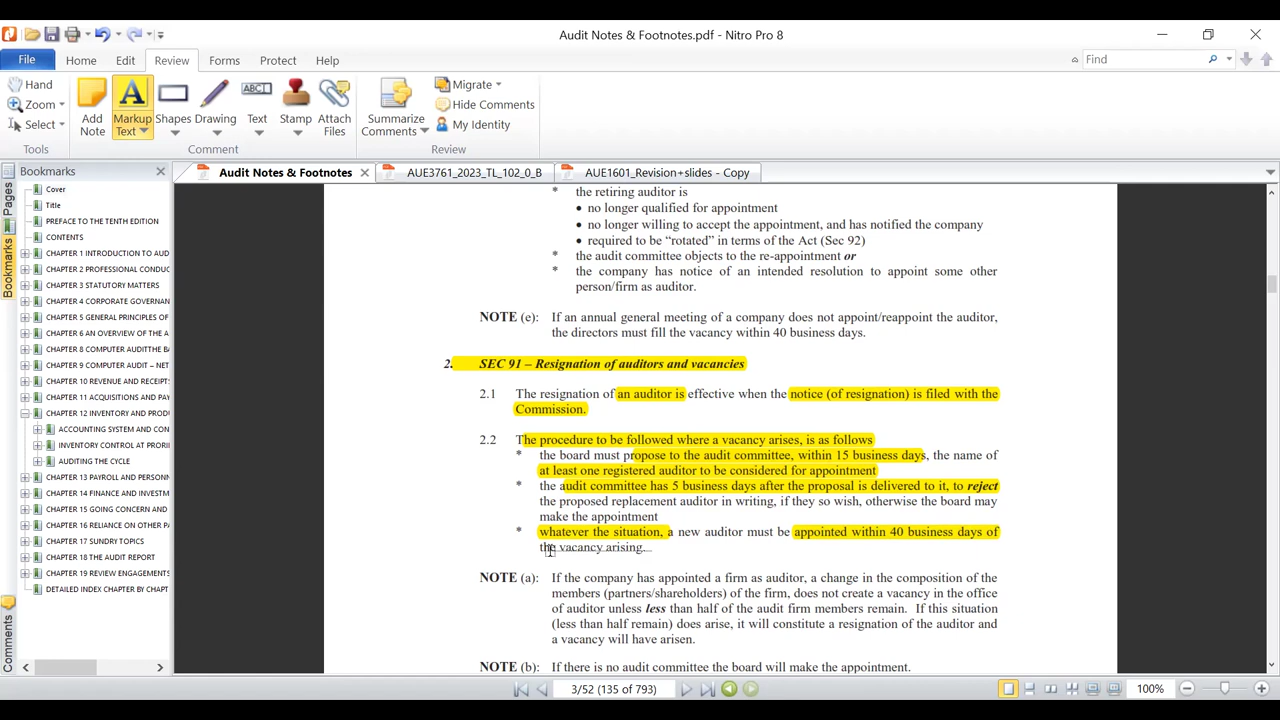 Audit Notes & Footnotes.pdf - Nitro Pro 8
File Home Edit Review Forms Protect Help
Find
Hand
Zoom
Select
Tools
Add Note
Markup Text
Shapes
Drawing
ABC
Text
Stamp
Attach Files
Comment
Summarize Comments
Migrate
Hide Comments
My Identity
Review
Pages
Bookmarks
Comments
Bookmarks
Audit Notes & Footnotes
AUE3761_2023_TL_102_0_B
AUE1601_Revision+slides - Copy
Cover
Title
PREFACE TO THE TENTH EDITION
CONTENTS
CHAPTER 1 INTRODUCTION TO AUD
CHAPTER 2 PROFESSIONAL CONDUC
CHAPTER 3 STATUTORY MATTERS
CHAPTER 4 CORPORATE GOVERNAN
CHAPTER 5 GENERAL PRINCIPLES OF
CHAPTER 6 AN OVERVIEW OF THE A
CHAPTER 8 COMPUTER AUDITTHE BA
CHAPTER 9 COMPUTER AUDIT – NET
CHAPTER 10 REVENUE AND RECEIPTS
CHAPTER 11 ACQUISITIONS AND PAY
CHAPTER 12 INVENTORY AND PRODU
ACCOUNTING SYSTEM AND CON
INVENTORY CONTROL AT PRORII
AUDITING THE CYCLE
CHAPTER 13 PAYROLL AND PERSONN
CHAPTER 14 FINANCE AND INVESTM
CHAPTER 15 GOING CONCERN AND
CHAPTER 16 RELIANCE ON OTHER PA
CHAPTER 17 SUNDRY TOPICS
CHAPTER 18 THE AUDIT REPORT
CHAPTER 19 REVIEW ENGAGEMENTS
DETAILED INDEX CHAPTER BY CHAPT
* the retiring auditor is
• no longer qualified for appointment
• no longer willing to accept the appointment, and has notified the company
• required to be “rotated” in terms of the Act (Sec 92)
* the audit committee objects to the re-appointment or
* the company has notice of an intended resolution to appoint some other
person/firm as auditor.
NOTE (e): If an annual general meeting of a company does not appoint/reappoint the auditor,
the directors must fill the vacancy within 40 business days.
2. SEC 91 – Resignation of auditors and vacancies
2.1 The resignation of an auditor is effective when the notice (of resignation) is filed with the
Commission.
2.2 The procedure to be followed where a vacancy arises, is as follows
* the board must propose to the audit committee, within 15 business days, the name of
at least one registered auditor to be considered for appointment
* the audit committee has 5 business days after the proposal is delivered to it, to reject
the proposed replacement auditor in writing, if they so wish, otherwise the board may
make the appointment
* whatever the situation, a new auditor must be appointed within 40 business days of
the vacancy arising.
NOTE (a): If the company has appointed a firm as auditor, a change in the composition of the
members (partners/shareholders) of the firm, does not create a vacancy in the office
of auditor unless less than half of the audit firm members remain. If this situation
(less than half remain) does arise, it will constitute a resignation of the auditor and
a vacancy will have arisen.
NOTE (b): If there is no audit committee the board will make the appointment.
3/52 (135 of 793)
100%